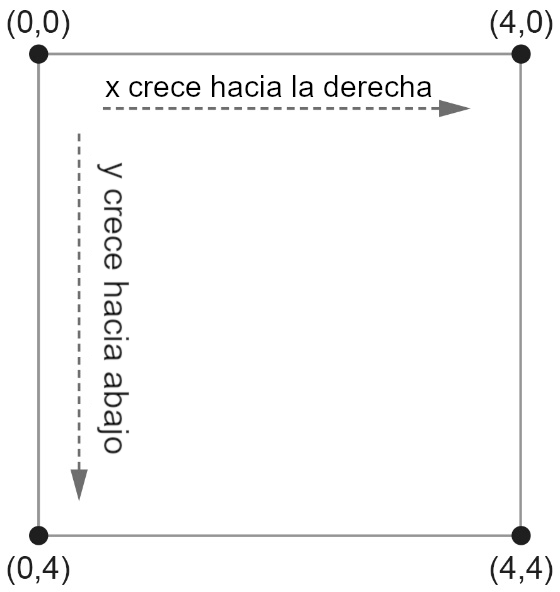 (0,0)
(4,0)
x crece hacia la derecha
y crece hacia abajo
(0,4)
(4,4)